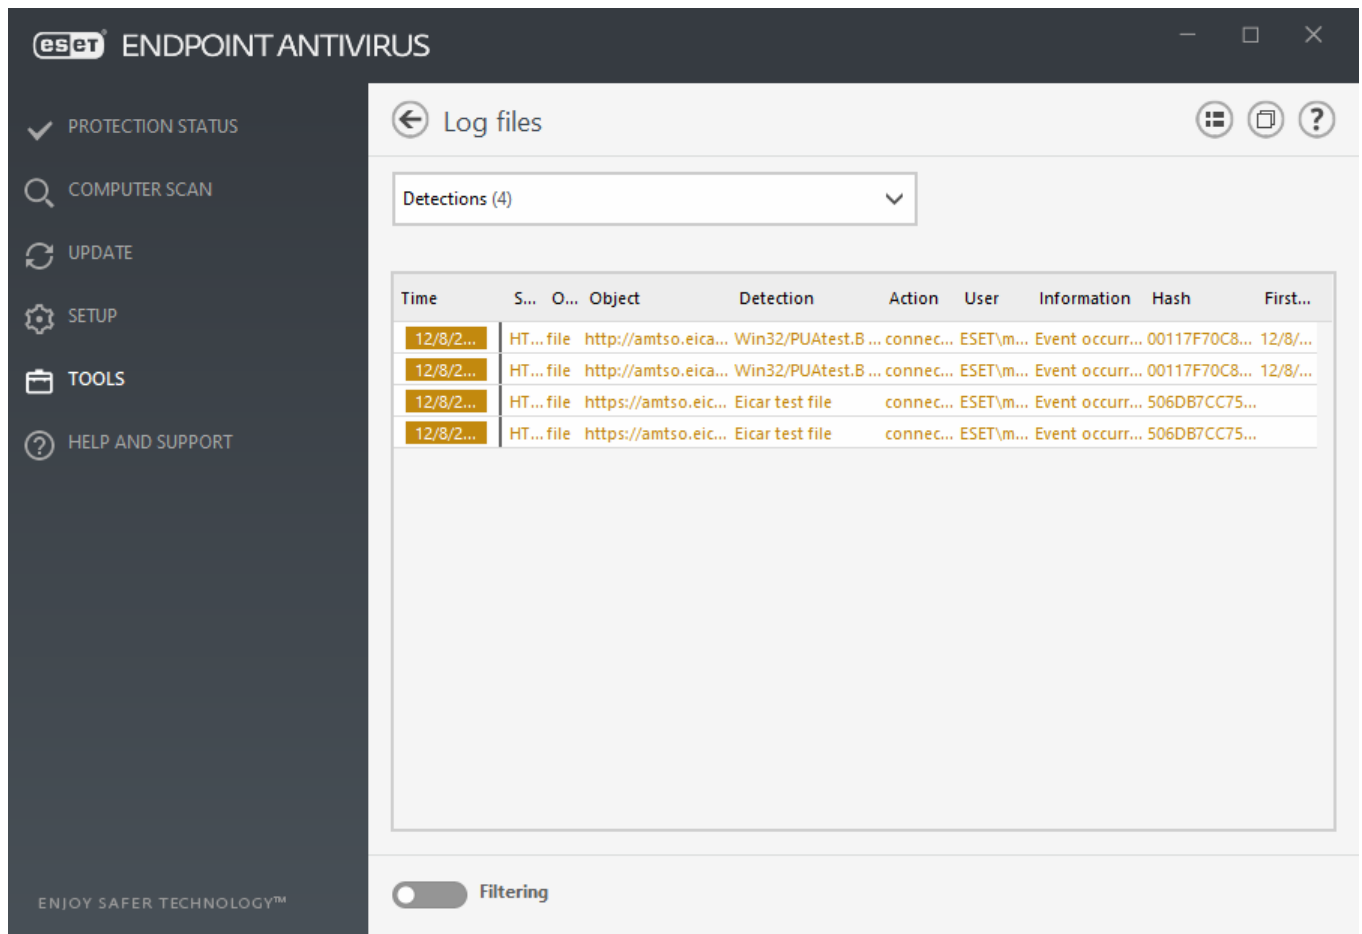 eset ENDPOINT ANTIVIRUS
PROTECTION STATUS
COMPUTER SCAN
UPDATE
SETUP
TOOLS
HELP AND SUPPORT
ENJOY SAFER TECHNOLOGY™
Log files
?
Detections (4)
Time S... O... Object Detection Action User Information Hash First...
12/8/2... HT... file http://amtso.eica... Win32/PUAtest.B ... connec... ESET\m... Event occurr... 00117F70C8... 12/8/...
12/8/2... HT... file http://amtso.eica... Win32/PUAtest.B ... connec... ESET\m... Event occurr... 00117F70C8... 12/8/...
12/8/2... HT... file https://amtso.eic... Eicar test file connec... ESET\m... Event occurr... 506DB7CC75...
12/8/2... HT... file https://amtso.eic... Eicar test file connec... ESET\m... Event occurr... 506DB7CC75...
Filtering